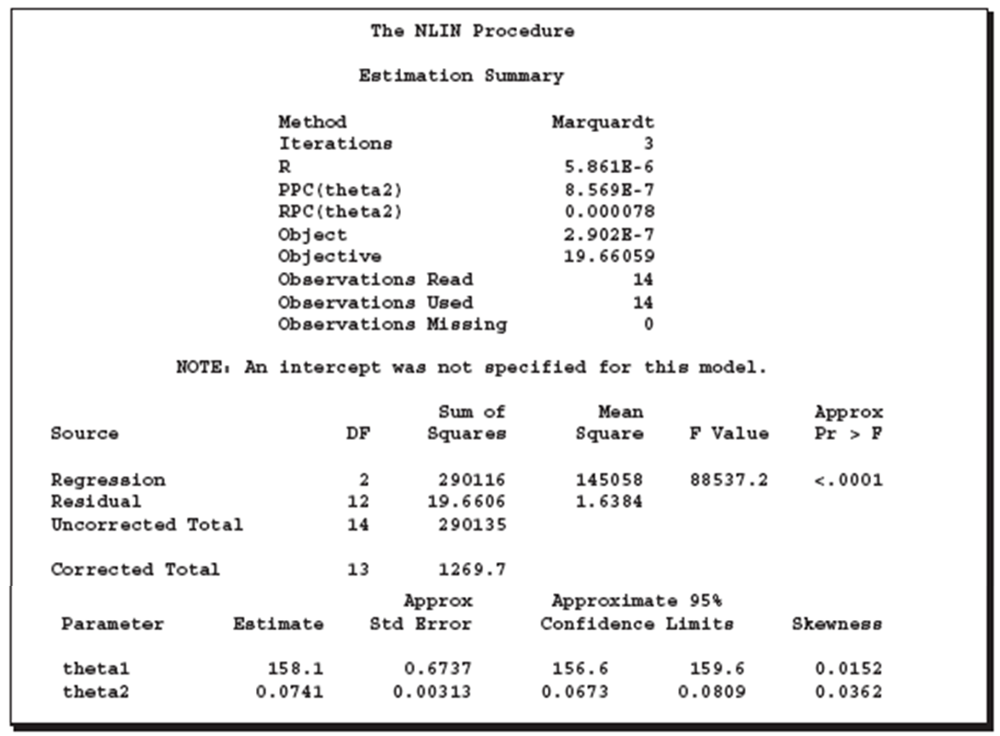 The NLIN Procedure
Estimation Summary
Method Marquardt
Iterations 3
R 5.861E-6
PPC(theta2) 8.569E-7
RPC(theta2) 0.000078
Object 2.902E-7
Objective 19.66059
Observations Read 14
Observations Used 14
Observations Missing 0
NOTE: An intercept was not specified for this model.
Sum of Mean Approx
Source DF Squares Square F Value Pr > F
Regression 2 290116 145058 88537.2 <.0001
Residual 12 19.6606 1.6384
Uncorrected Total 14 290135
Corrected Total 13 1269.7
Approx Approximate 95%
Parameter Estimate Std Error Confidence Limits Skewness
theta1 158.1 0.6737 156.6 159.6 0.0152
theta2 0.0741 0.00313 0.0673 0.0809 0.0362